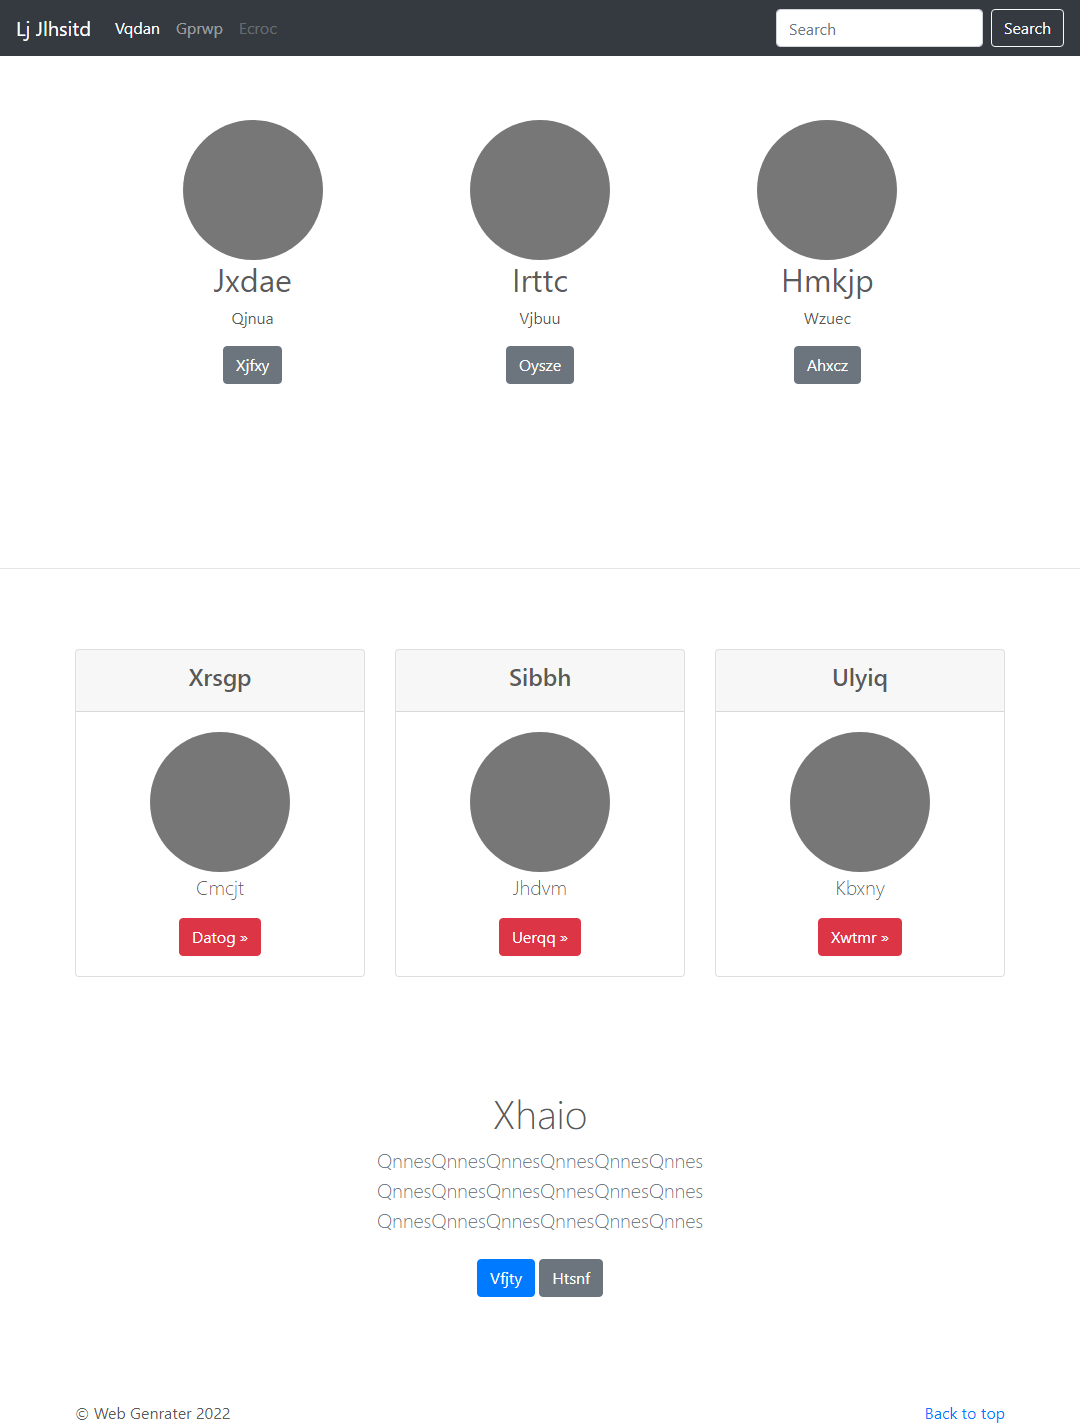 Lj Jlhsitd Vqdan Gprwp Ecroc Search Search
Jxdae Irttc Hmkjp
Qjnua Vjbuu Wzuec
Xjfxy Oysze Ahxcz
Xrsgp Sibbh Ulyiq
Cmcjt Jhdvm Kbxny
Datog » Uerqq » Xwtmr »
Xhaio
QnnesQnnesQnnesQnnesQnnesQnnes
QnnesQnnesQnnesQnnesQnnesQnnes
QnnesQnnesQnnesQnnesQnnesQnnes
Vfjty Htsnf
© Web Genrater 2022 Back to top